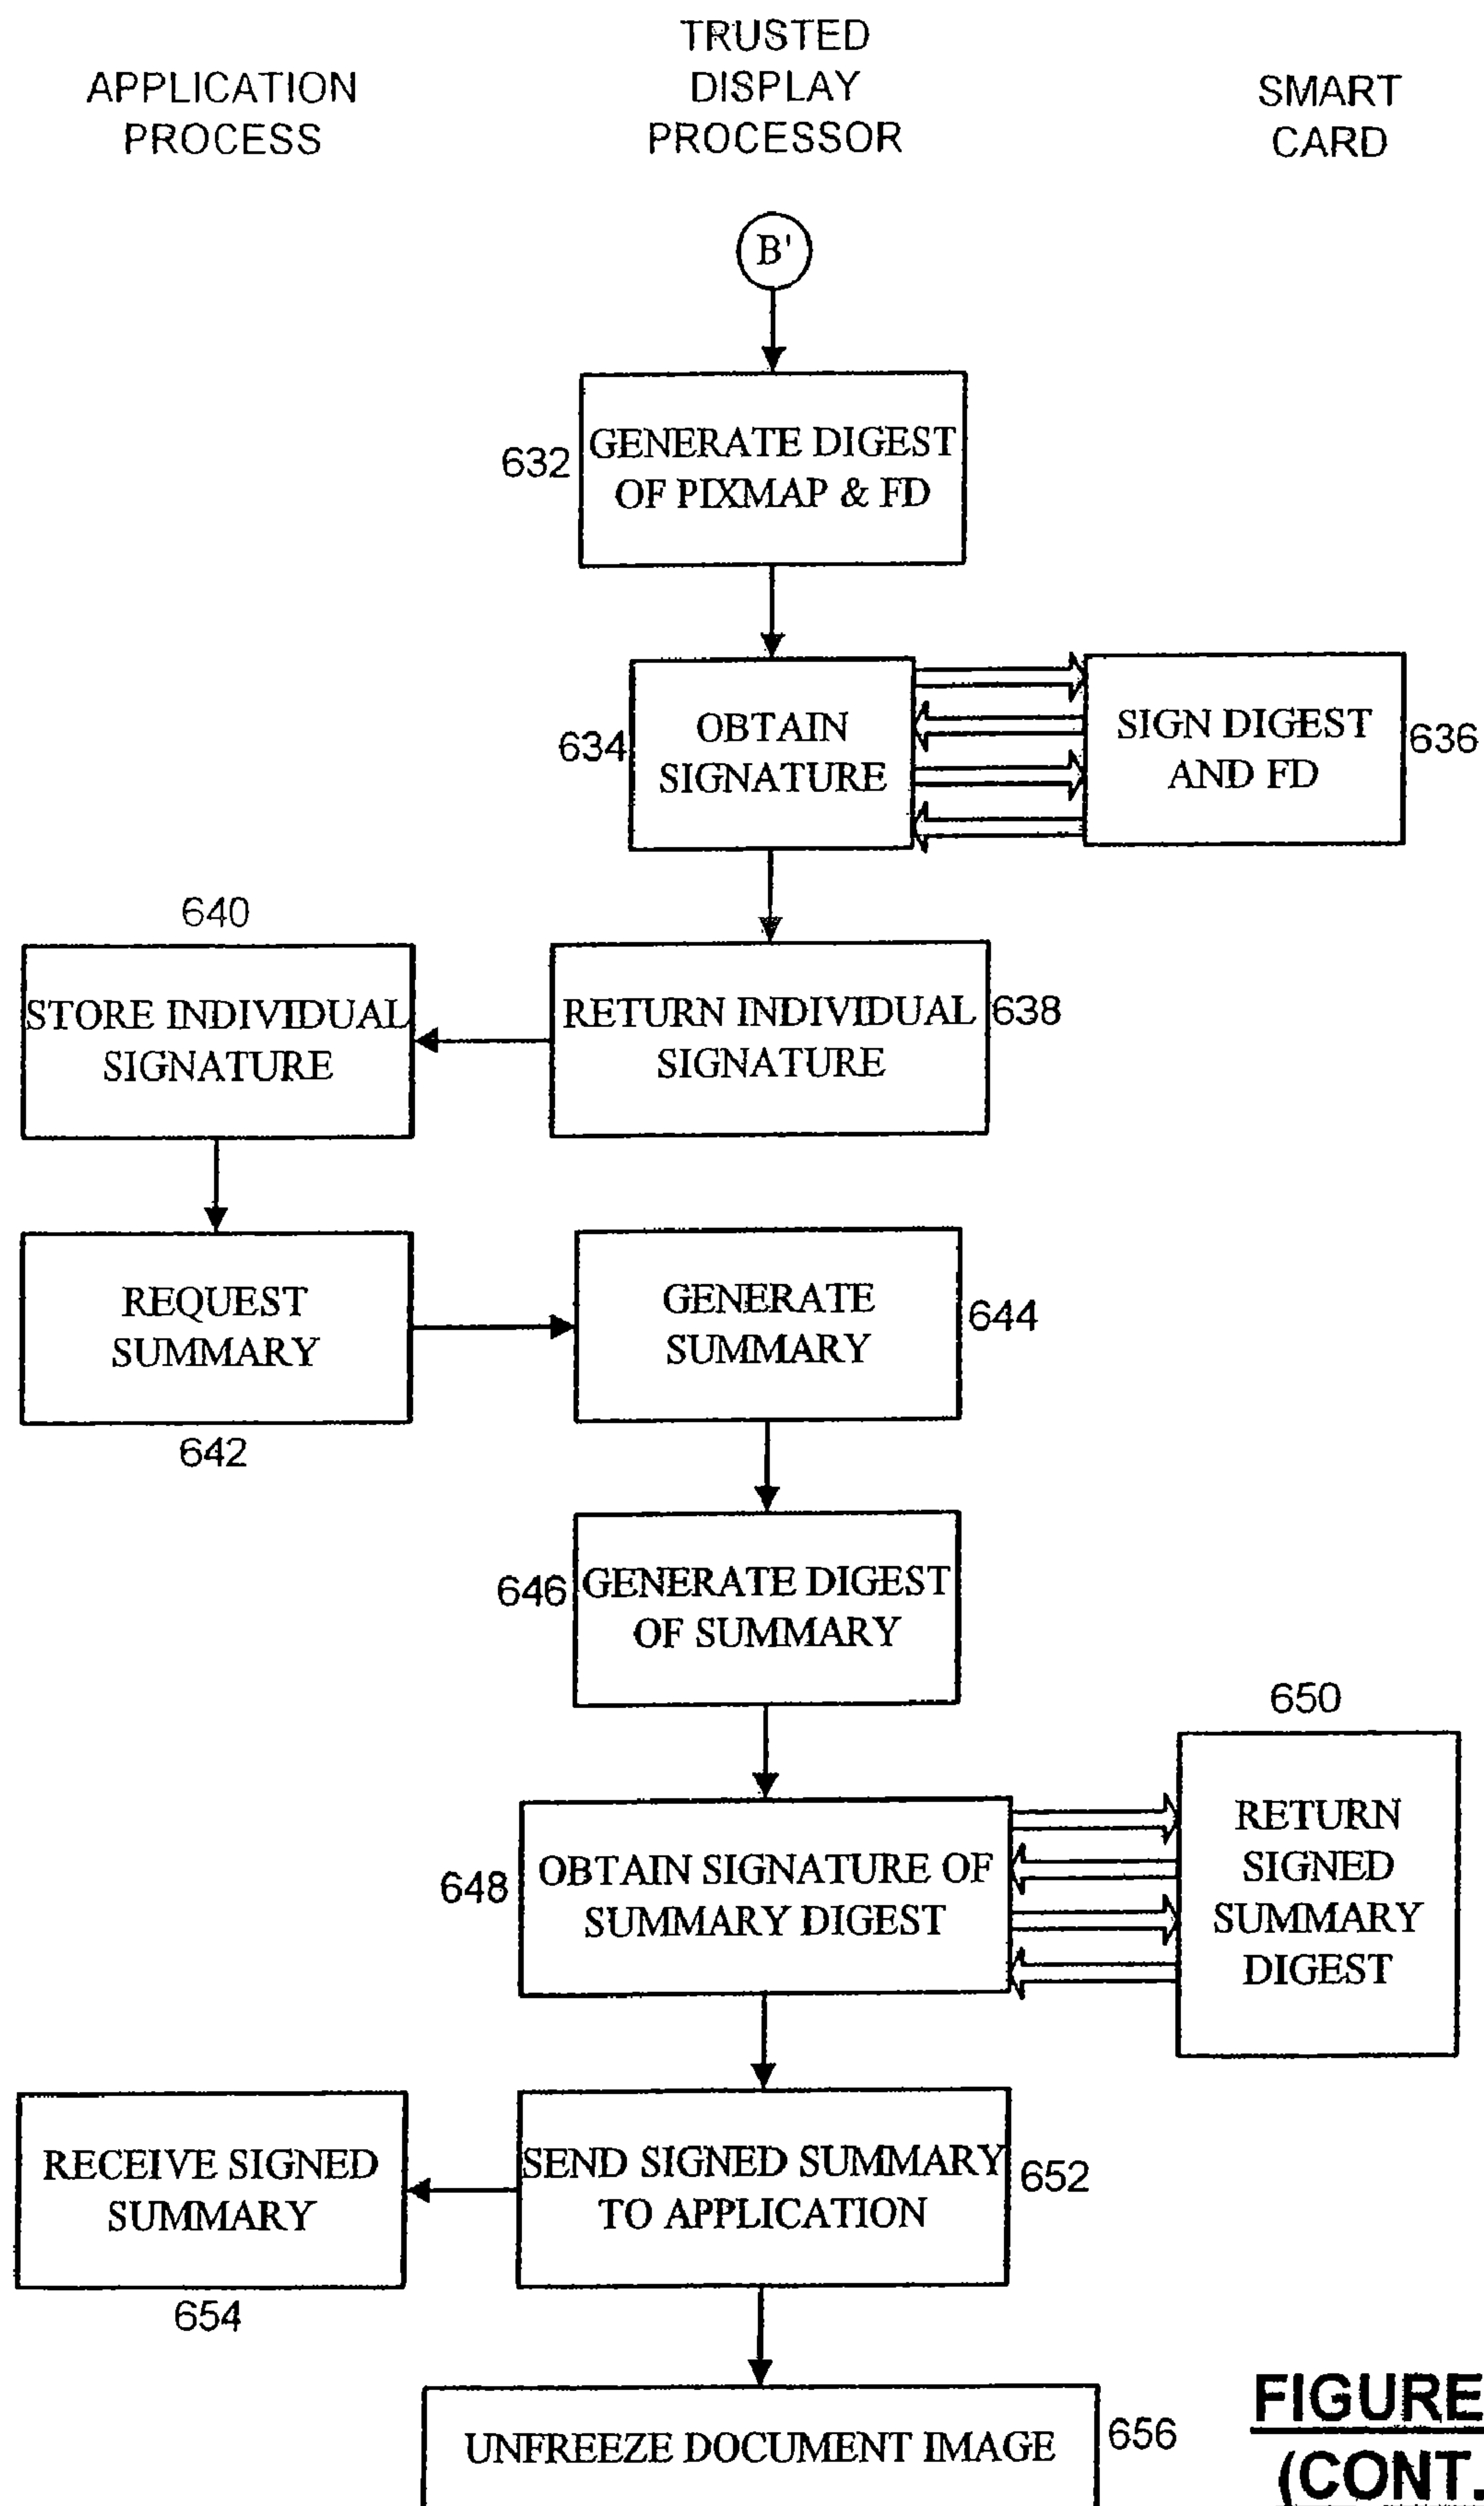 APPLICATION
PROCESS
TRUSTED
DISPLAY
PROCESSOR
SMART
CARD
B'
632
GENERATE DIGEST
OF PIXMAP & FD
634
OBTAIN
SIGNATURE
SIGN DIGEST
AND FD
636
640
STORE INDIVIDUAL
SIGNATURE
RETURN INDIVIDUAL
SIGNATURE
638
REQUEST
SUMMARY
642
GENERATE
SUMMARY
644
646
GENERATE DIGEST
OF SUMMARY
648
OBTAIN SIGNATURE OF
SUMMARY DIGEST
650
RETURN
SIGNED
SUMMARY
DIGEST
RECEIVE SIGNED
SUMMARY
654
SEND SIGNED SUMMARY
TO APPLICATION
652
UNFREEZE DOCUMENT IMAGE
656
FIGURE
(CONT.